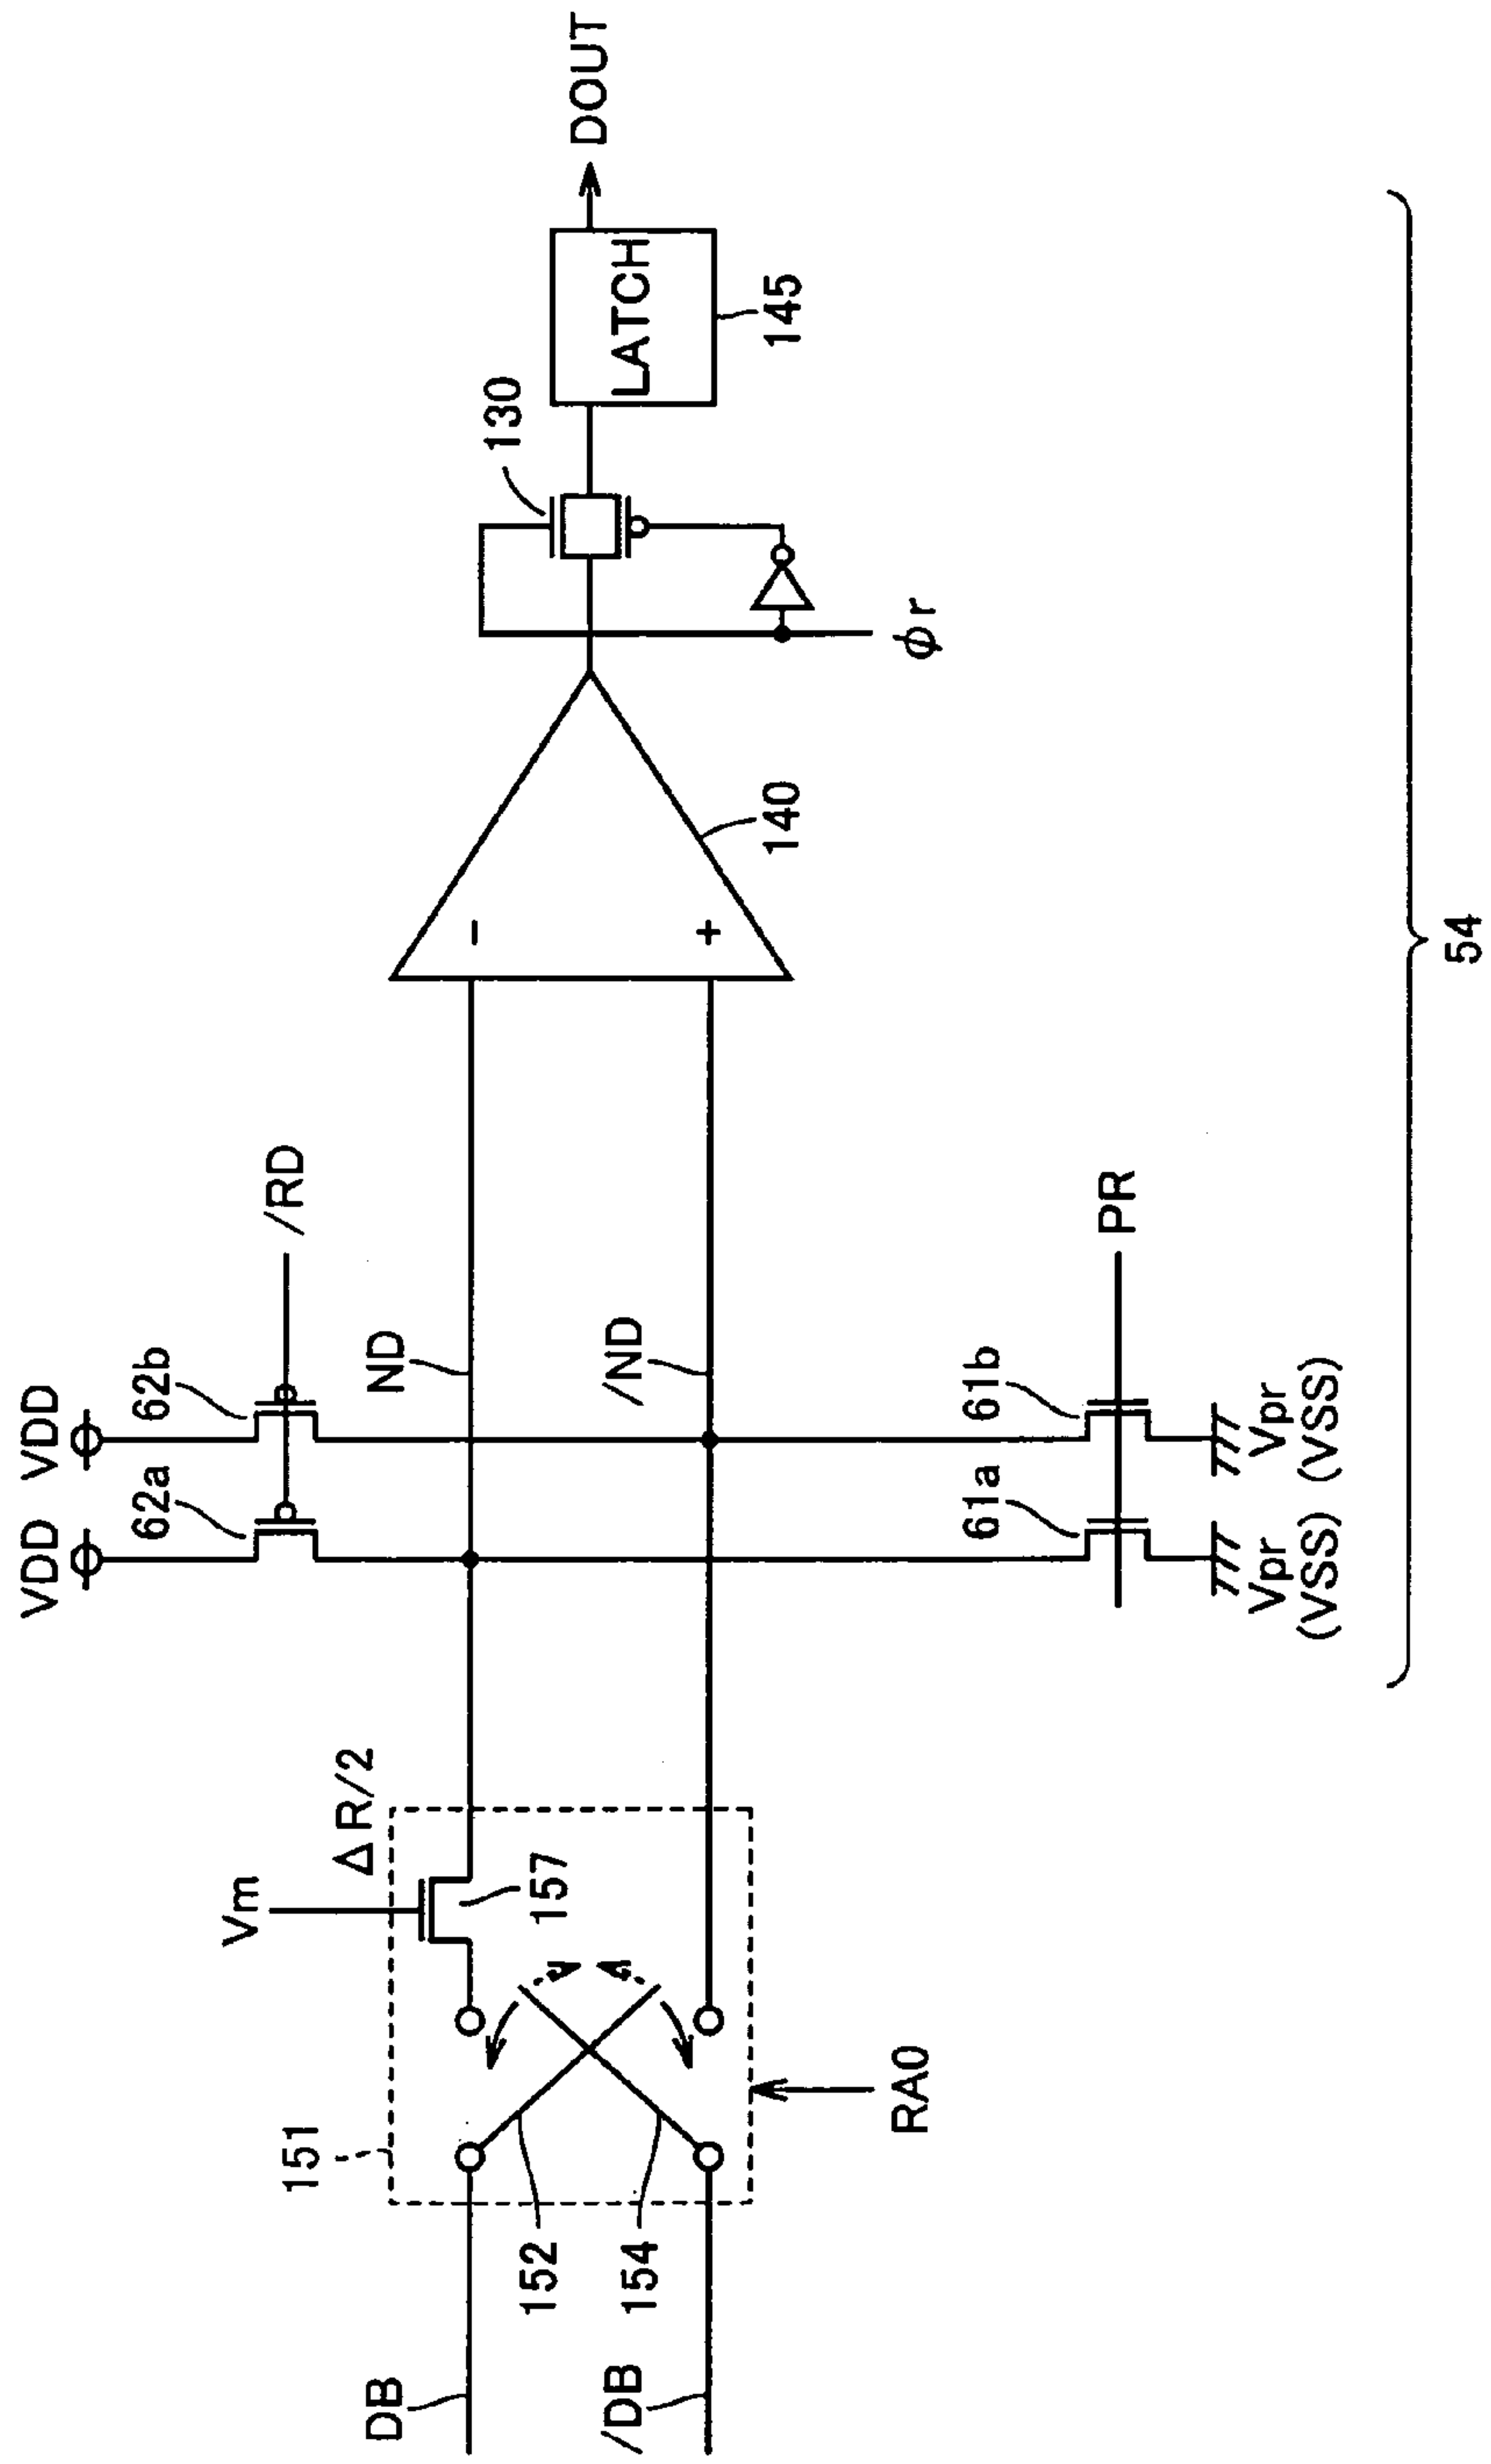 VDD
VDD
62a
62b
/RD
Vm
ΔR/2
151
157
DB
152
/DB
154
RA0
ND
/ND
-
+
140
130
φr
LATCH
145
DOUT
61a
61b
PR
Vpr
(VSS)
Vpr
(VSS)
54